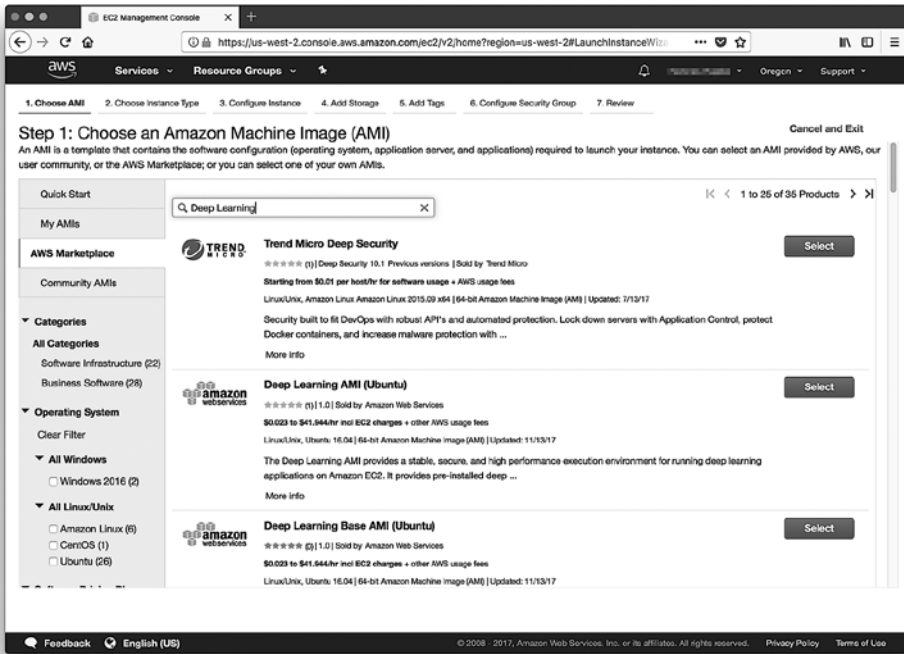 EC2 Management Console
https://us-west-2.console.aws.amazon.com/ec2/v2/home?region=us-west-2#LaunchInstanceWiza
aws Services Resource Groups Oregon Support
1. Choose AMI 2. Choose Instance Type 3. Configure Instance 4. Add Storage 5. Add Tags 6. Configure Security Group 7. Review
Step 1: Choose an Amazon Machine Image (AMI)
Cancel and Exit
An AMI is a template that contains the software configuration (operating system, application server, and applications) required to launch your instance. You can select an AMI provided by AWS, our
user community, or the AWS Marketplace; or you can select one of your own AMIs.
Quick Start
My AMIs
AWS Marketplace
Community AMIs
Categories
All Categories
Software Infrastructure (22)
Business Software (28)
Operating System
Clear Filter
All Windows
Windows 2016 (2)
All Linux/Unix
Amazon Linux (6)
CentOS (1)
Ubuntu (26)
Deep Learning
1 to 25 of 35 Products
TREND
MICRO
Trend Micro Deep Security
Select
(1) | Deep Security 10.1 Previous versions | Sold by Trend Micro
Starting from $0.01 per host/hr for software usage + AWS usage fees
Linux/Unix, Amazon Linux Amazon Linux 2015.09 x64 | 64-bit Amazon Machine Image (AMI) | Updated: 7/13/17
Security built to fit DevOps with robust API's and automated protection. Lock down servers with Application Control, protect
Docker containers, and increase malware protection with ...
More info
amazon
webservices
Deep Learning AMI (Ubuntu)
Select
(1) | 1.0 | Sold by Amazon Web Services
$0.023 to $41.944/hr incl EC2 charges + other AWS usage fees
Linux/Unix, Ubuntu 16.04 | 64-bit Amazon Machine Image (AMI) | Updated: 11/13/17
The Deep Learning AMI provides a stable, secure, and high performance execution environment for running deep learning
applications on Amazon EC2. It provides pre-installed deep ...
More info
amazon
webservices
Deep Learning Base AMI (Ubuntu)
Select
(0) | 1.0 | Sold by Amazon Web Services
$0.023 to $41.944/hr incl EC2 charges + other AWS usage fees
Linux/Unix, Ubuntu 16.04 | 64-bit Amazon Machine Image (AMI) | Updated: 11/13/17
Feedback English (US) © 2008 - 2017, Amazon Web Services, Inc. or its affiliates. All rights reserved. Privacy Policy Terms of Use